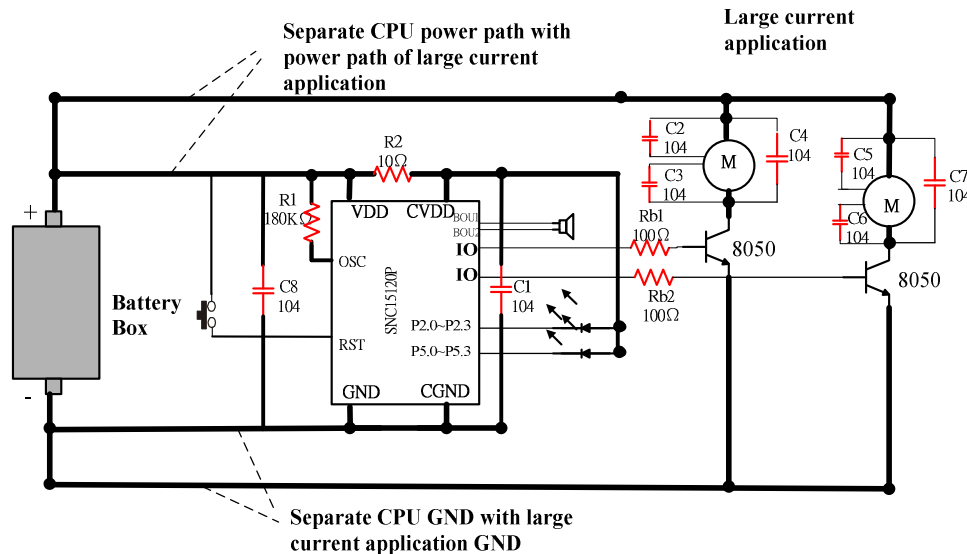 Separate CPU power path with
power path of large current
application
Large current
application
C2
104
C3
104
C4
104
M
C5
104
C6
104
C7
104
M
R2
10Ω
R1
180KΩ
VDD
CVDD
BOU1
BOU2
IO
IO
OSC
SNC15120P
RST
P2.0~P2.3
P5.0~P5.3
GND
CGND
C8
104
C1
104
Rb1
100Ω
Rb2
100Ω
8050
8050
+
Battery
Box
-
Separate CPU GND with large
current application GND